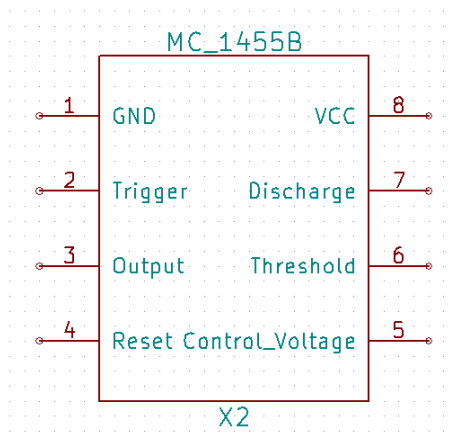 MC_1455B
1 GND VCC 8
2 Trigger Discharge 7
3 Output Threshold 6
4 Reset Control_Voltage 5
X2